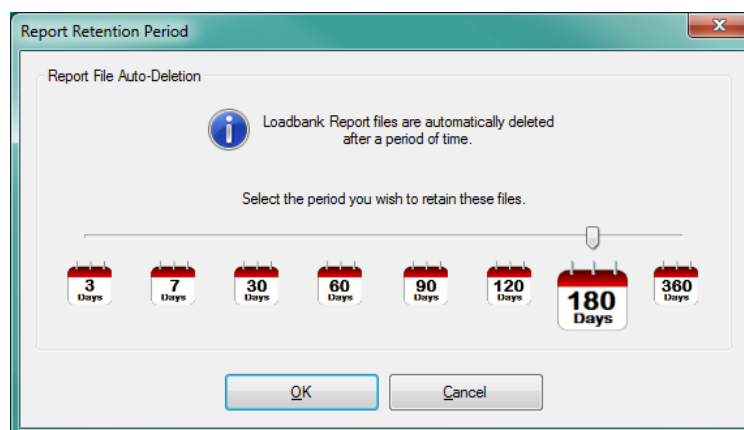 Report Retention Period
Report File Auto-Deletion
Loadbank Report files are automatically deleted
after a period of time.
Select the period you wish to retain these files.
3 Days
7 Days
30 Days
60 Days
90 Days
120 Days
180 Days
360 Days
OK
Cancel